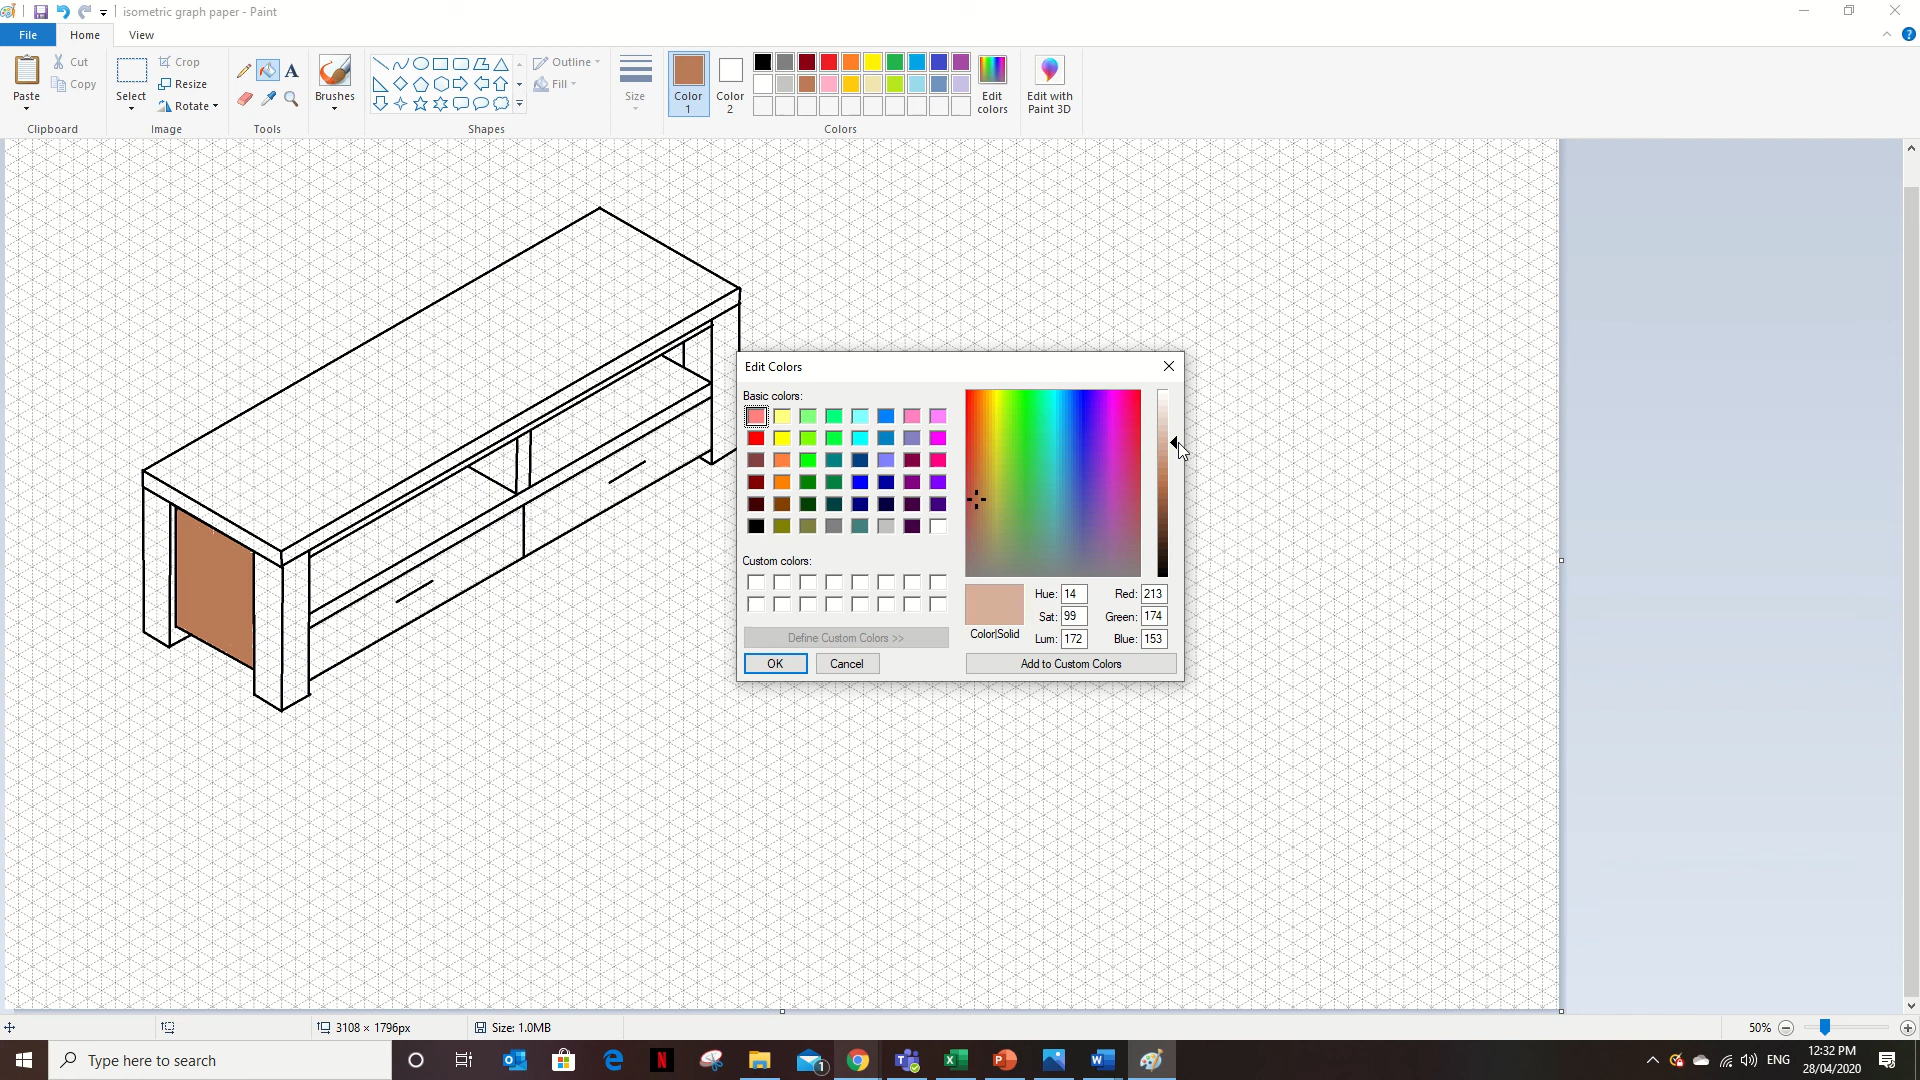 isometric graph paper - Paint
File Home View
Paste
Cut
Copy
Clipboard
Select
Crop
Resize
Rotate
Image
A
Tools
Brushes
Shapes
Outline
Fill
Size
Color 1
Color 2
Colors
Edit colors
Edit with Paint 3D
Edit Colors
Basic colors:
Custom colors:
Define Custom Colors >>
OK Cancel
Color|Solid
Hue: 14 Red: 213
Sat: 99 Green: 174
Lum: 172 Blue: 153
Add to Custom Colors
3108 × 1796px Size: 1.0MB 50%
Type here to search
1
ENG
12:32 PM
28/04/2020